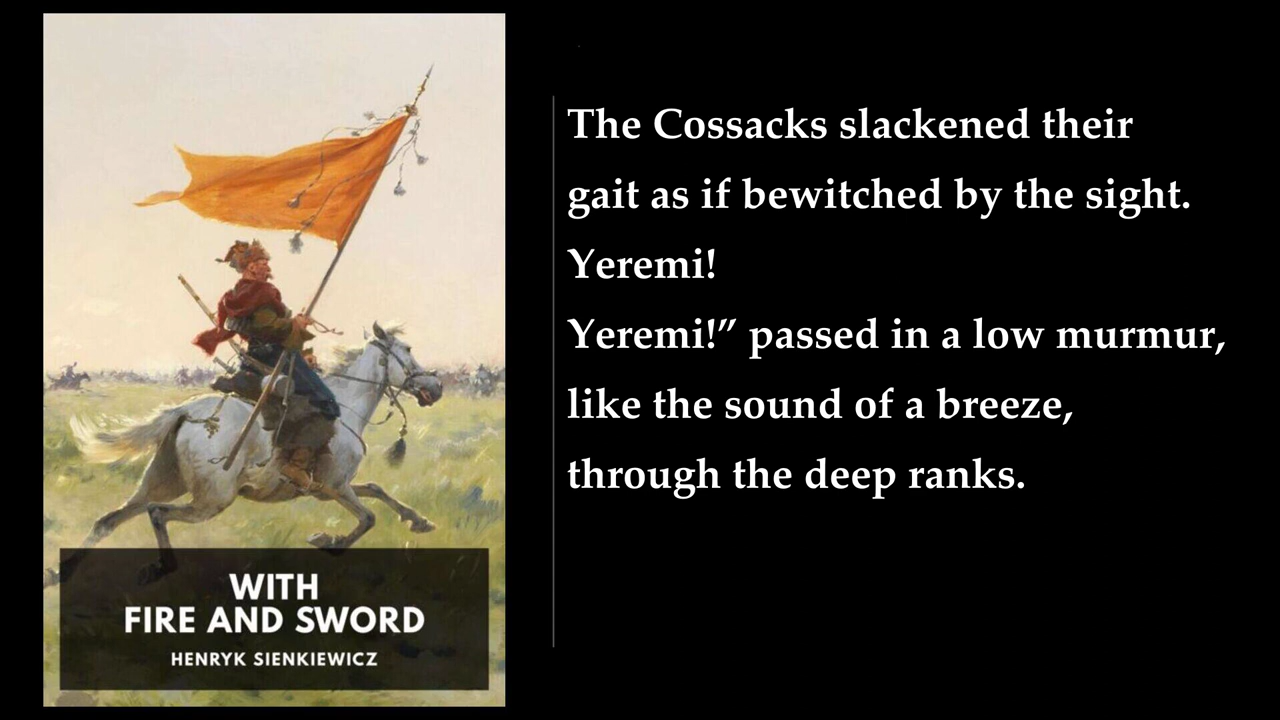 The Cossacks slackened their
gait as if bewitched by the sight.
Yeremi!
Yeremi!” passed in a low murmur,
like the sound of a breeze,
through the deep ranks.
WITH
FIRE AND SWORD
HENRYK SIENKIEWICZ